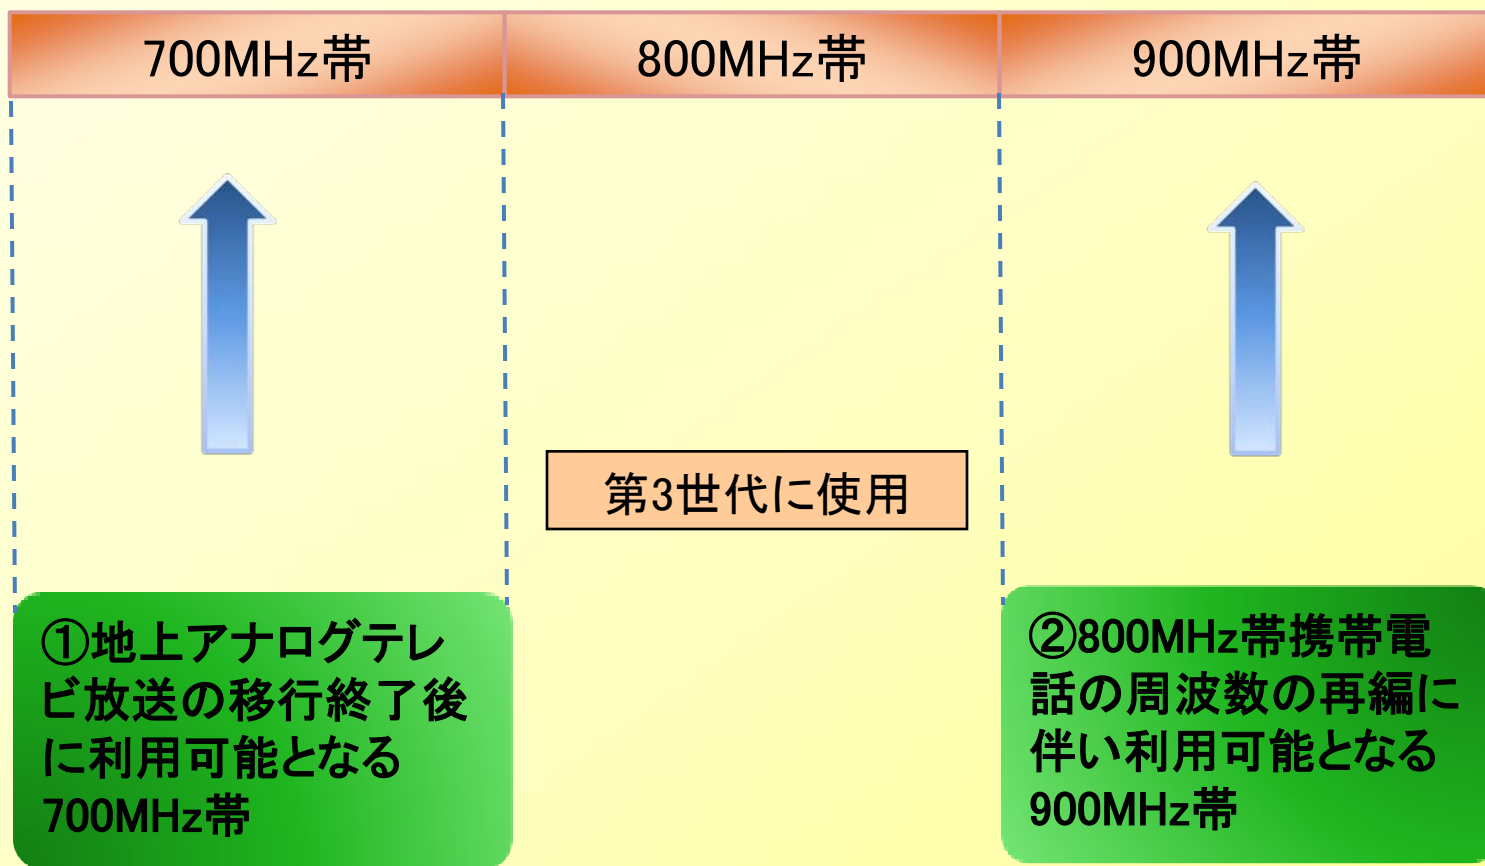 700MHz帯
800MHz帯
900MHz帯
第3世代に使用
①地上アナログテレ
ビ放送の移行終了後
に利用可能となる
700MHz帯
②800MHz帯携帯電
話の周波数の再編に
伴い利用可能となる
900MHz帯